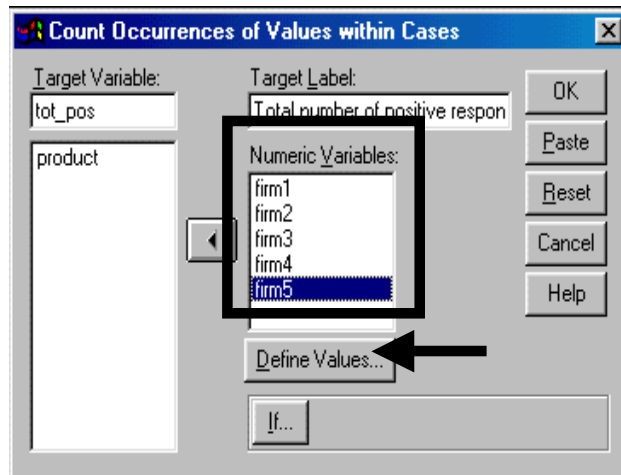 Count Occurrences of Values within Cases
Target Variable:
tot_pos
product
Target Label:
Total number of positive respon
Numeric Variables:
firm1
firm2
firm3
firm4
firm5
Define Values...
If...
OK
Paste
Reset
Cancel
Help